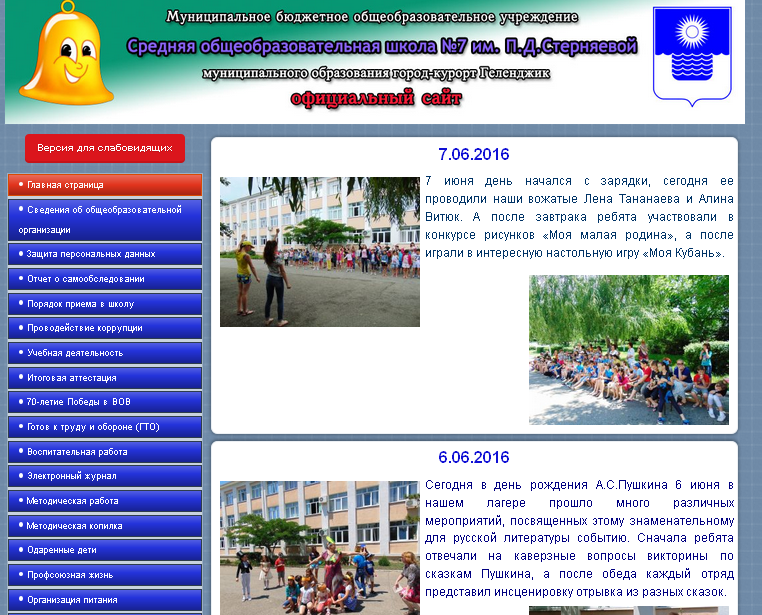 Муниципальное бюджетное общеобразовательное учреждение
Средняя общеобразовательная школа №7 им. П.Д.Стерняевой
муниципального образования город-курорт Геленджик
официальный сайт
Версия для слабовидящих
Главная страница
Сведения об общеобразовательной
организации
Защита персональных данных
Отчет о самообследовании
Порядок приема в школу
Проводействие коррупции
Учебная деятельность
Итоговая аттестация
70-летие Победы в ВОВ
Готов к труду и обороне (ГТО)
Воспитательная работа
Электронный журнал
Методическая работа
Методическая копилка
Одаренные дети
Профсоюзная жизнь
Организация питания
7.06.2016
7 июня день начался с зарядки, сегодня ее
проводили наши вожатые Лена Тананаева и Алина
Витюк. А после завтрака ребята участвовали в
конкурсе рисунков «Моя малая родина», а после
играли в интересную настольную игру «Моя Кубань».
6.06.2016
Сегодня в день рождения А.С.Пушкина 6 июня в
нашем лагере прошло много различных
мероприятий, посвященных этому знаменательному
для русской литературы событию. Сначала ребята
отвечали на каверзные вопросы викторины по
сказкам Пушкина, а после обеда каждый отряд
представил инсценировку отрывка из разных сказок.